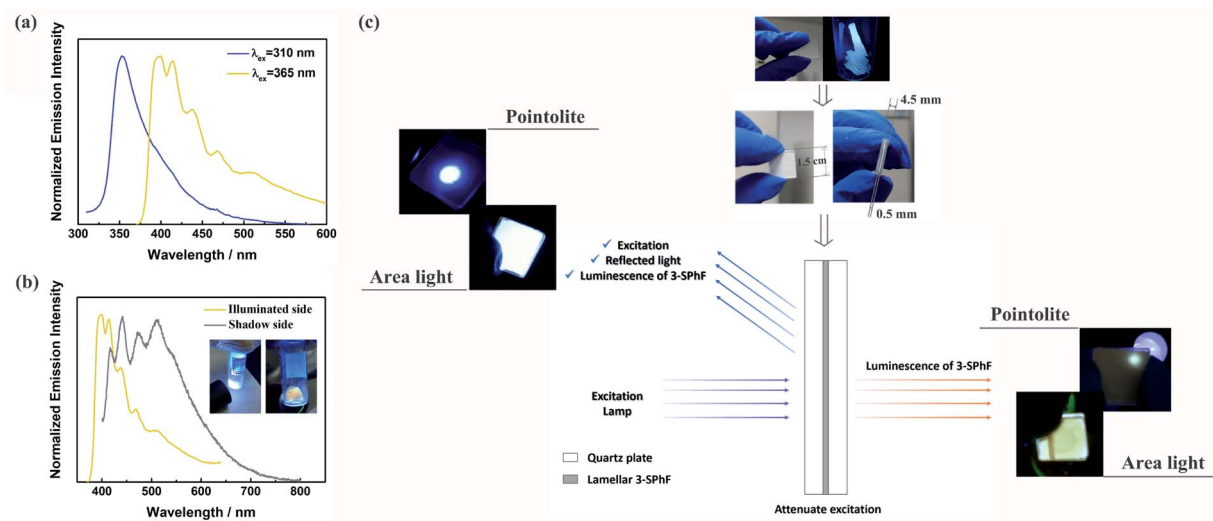 (a)
Normalized Emission Intensity
λex=310 nm
λex=365 nm
300 350 400 450 500 550 600
Wavelength / nm
(b)
Normalized Emission Intensity
Illuminated side
Shadow side
400 500 600 700 800
Wavelength / nm
(c)
4.5 mm
1.5 cm
0.5 mm
Pointolite
Area light
✓ Excitation
✓ Reflected light
✓ Luminescence of 3-SPhF
Excitation
Lamp
Luminescence of 3-SPhF
Pointolite
Area light
Quartz plate
Lamellar 3-SPhF
Attenuate excitation